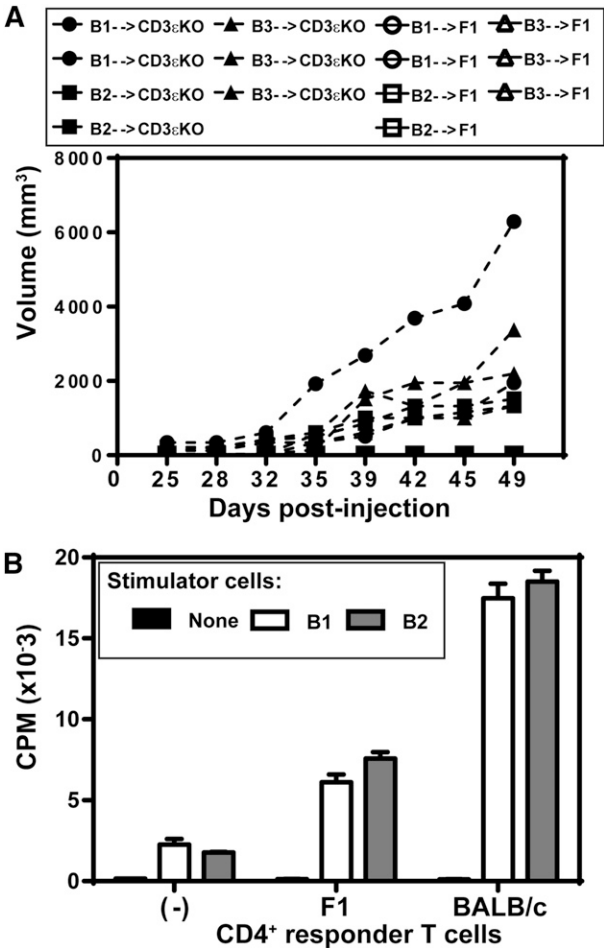 A
B1-->CD3εKO B3-->CD3εKO B1-->F1 B3-->F1
B1-->CD3εKO B3-->CD3εKO B1-->F1 B3-->F1
B2-->CD3εKO B3-->CD3εKO B2-->F1 B3-->F1
B2-->CD3εKO B2-->F1
Volume (mm³)
8000
6000
4000
2000
0
0 25 28 32 35 39 42 45 49
Days post-injection
B
Stimulator cells:
None B1 B2
CPM (x10⁻³)
20
15
10
5
0
(-) F1 BALB/c
CD4⁺ responder T cells